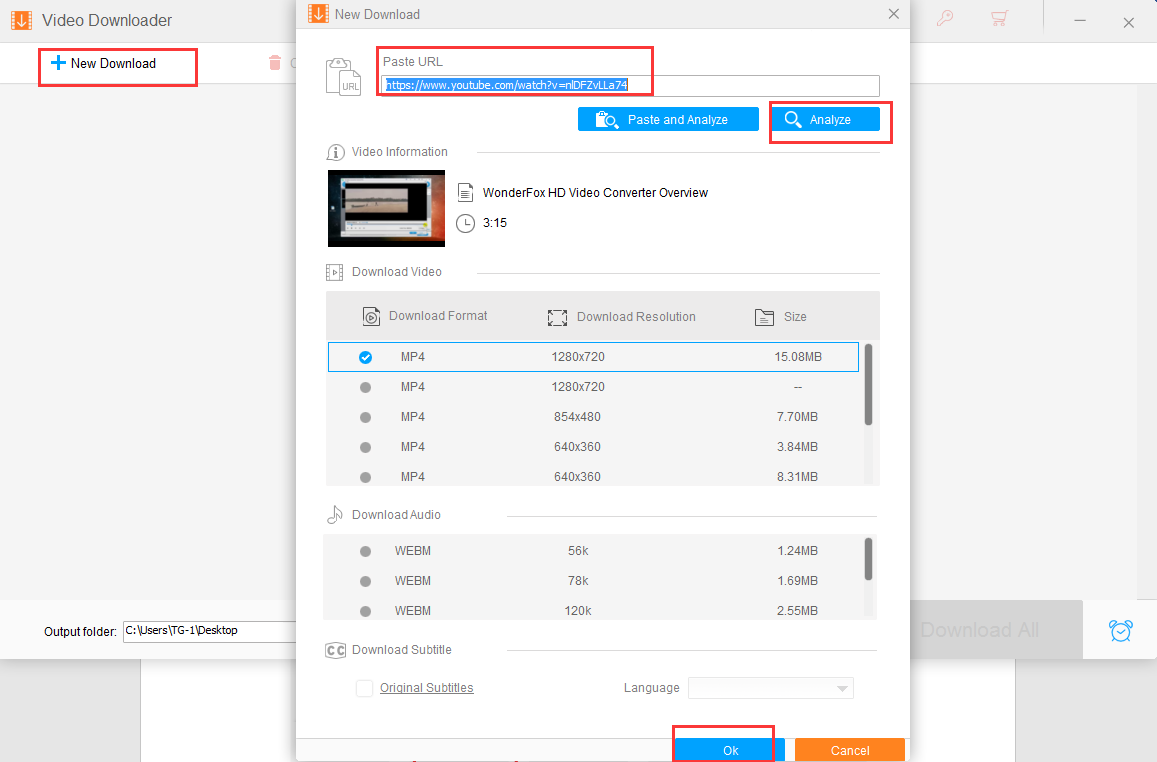 Video Downloader
New Download
New Download
Paste URL
URL
https://www.youtube.com/watch?v=nlDFZvLLa74
Paste and Analyze
Analyze
Video Information
WonderFox HD Video Converter Overview
3:15
Download Video
Download Format Download Resolution Size
MP4 1280x720 15.08MB
MP4 1280x720 --
MP4 854x480 7.70MB
MP4 640x360 3.84MB
MP4 640x360 8.31MB
Download Audio
WEBM 56k 1.24MB
WEBM 78k 1.69MB
WEBM 120k 2.55MB
Output folder: C:\Users\TG-1\Desktop
Download All
CC Download Subtitle
Original Subtitles Language
Ok Cancel